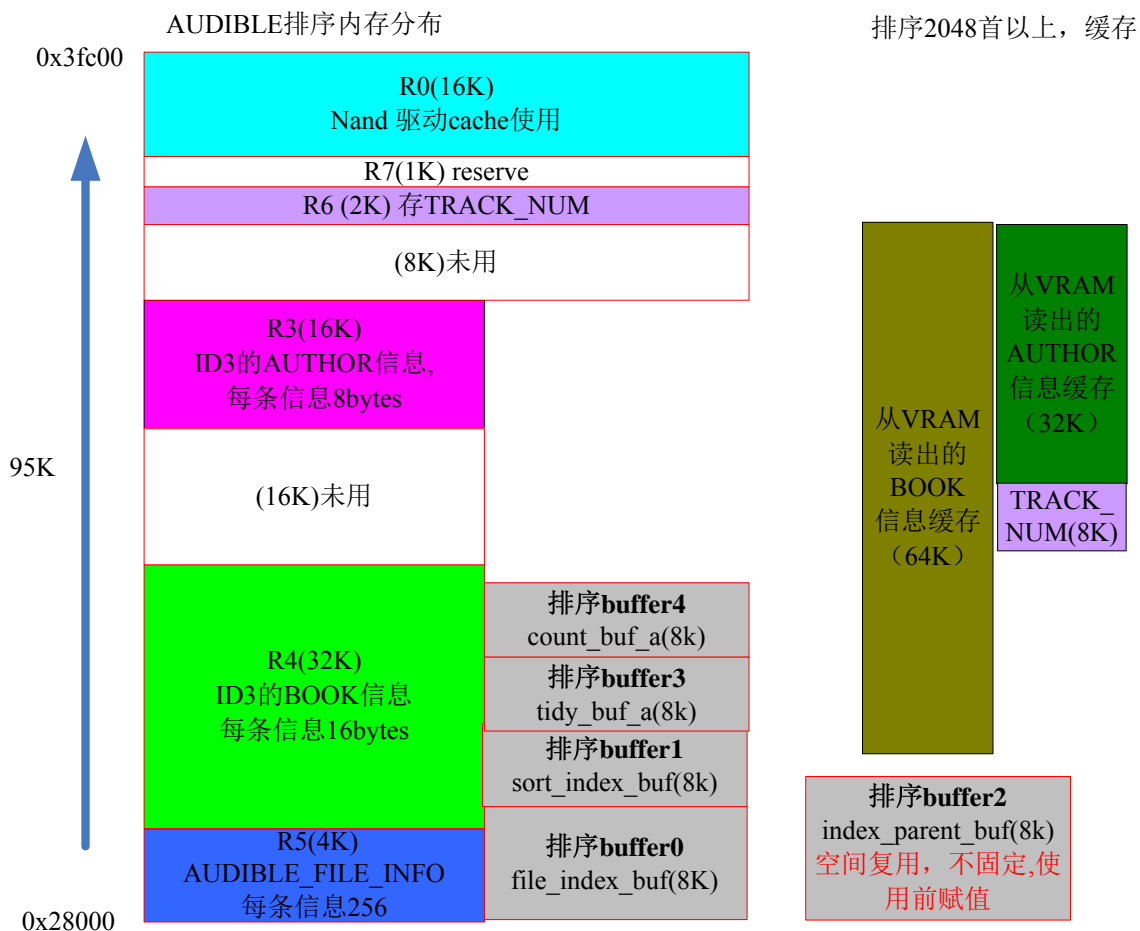 AUDIBLE排序内存分布
排序2048首以上，缓存
0x3fc00
R0(16K)
Nand 驱动cache使用
R7(1K) reserve
R6 (2K) 存TRACK_NUM
(8K)未用
R3(16K)
ID3的AUTHOR信息,
每条信息8bytes
95K
(16K)未用
R4(32K)
ID3的BOOK信息
每条信息16bytes
R5(4K)
AUDIBLE_FILE_INFO
每条信息256
0x28000
排序buffer4
count_buf_a(8k)
排序buffer3
tidy_buf_a(8k)
排序buffer1
sort_index_buf(8k)
排序buffer0
file_index_buf(8K)
从VRAM
读出的
BOOK
信息缓存
（64K）
从VRAM
读出的
AUTHOR
信息缓存
（32K）
TRACK_
NUM(8K)
排序buffer2
index_parent_buf(8k)
空间复用，不固定,使
用前赋值